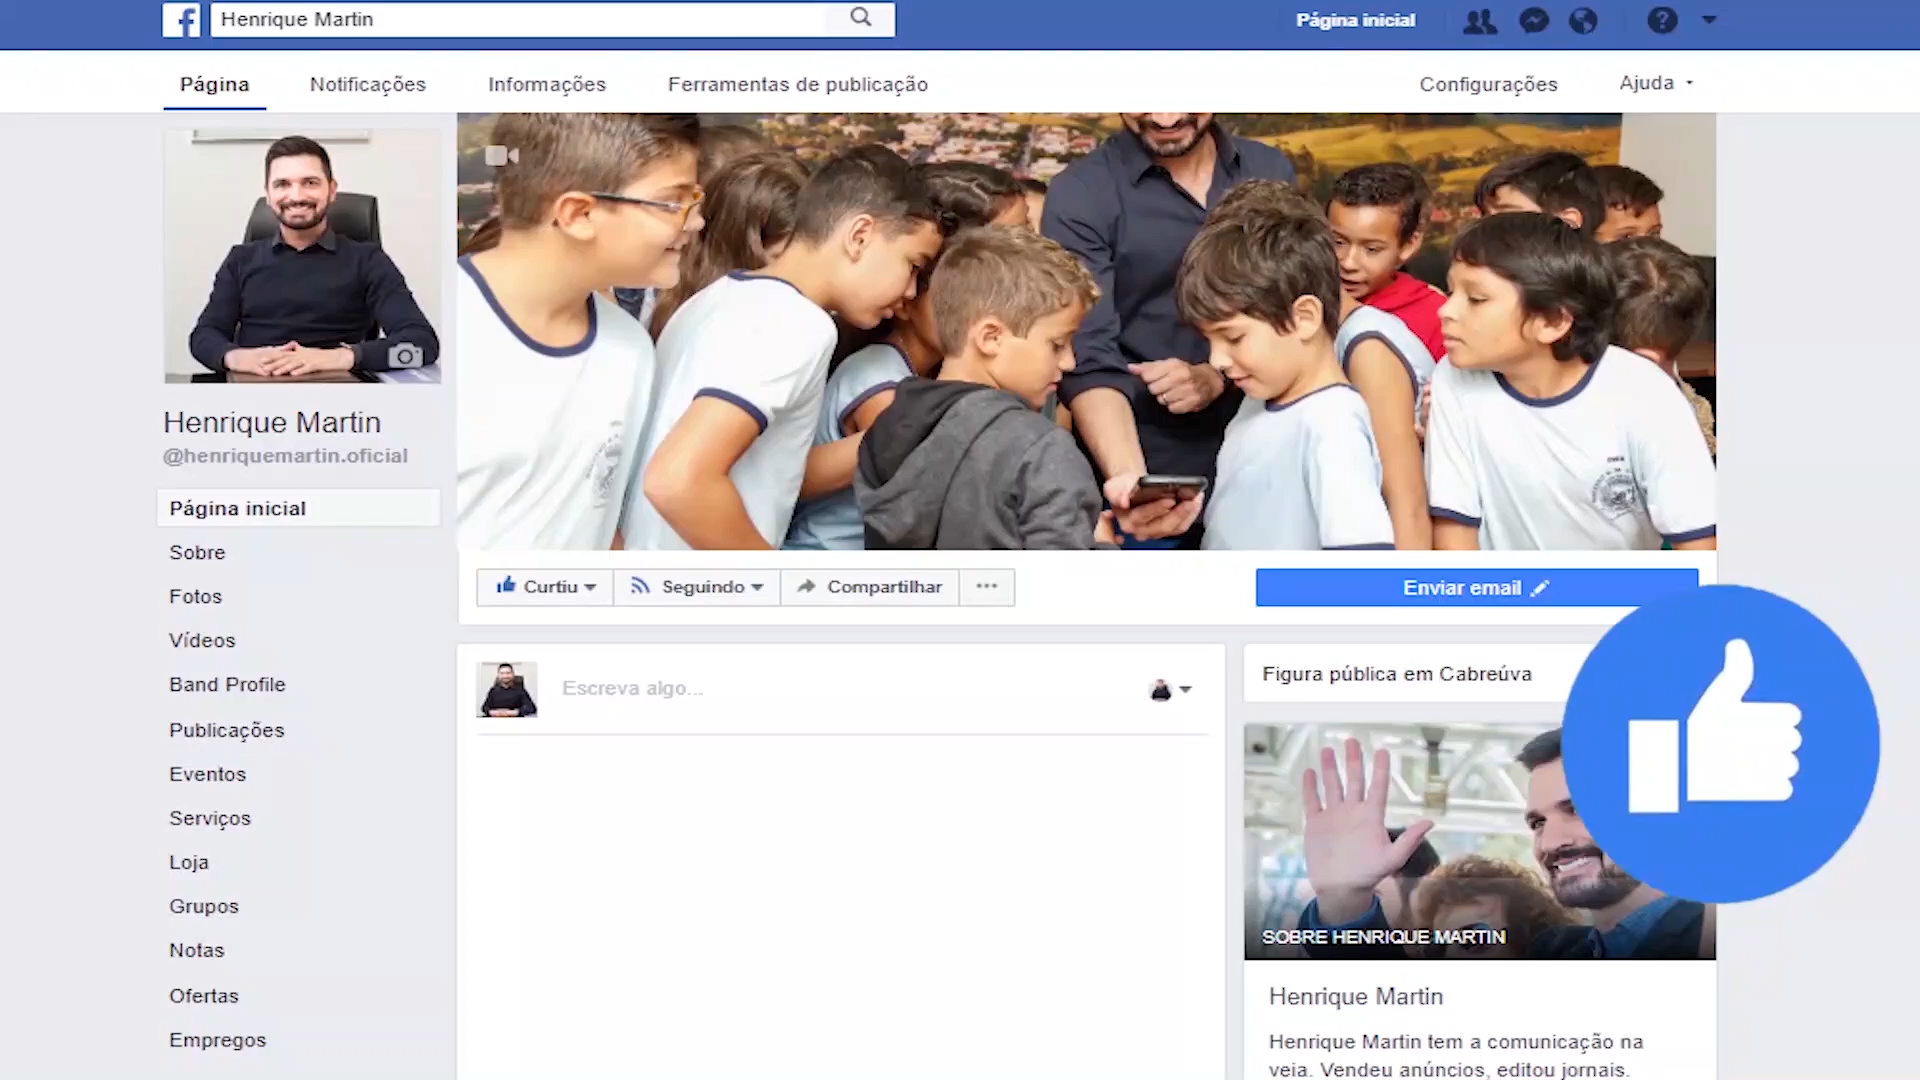 Henrique Martin
Página inicial
Página
Notificações
Informações
Ferramentas de publicação
Configurações
Ajuda
Henrique Martin
@henriquemartin.oficial
Página inicial
Sobre
Fotos
Vídeos
Band Profile
Publicações
Eventos
Serviços
Loja
Grupos
Notas
Ofertas
Empregos
Curtiu
Seguindo
Compartilhar
Enviar email
Escreva algo...
Figura pública em Cabreúva
SOBRE HENRIQUE MARTIN
Henrique Martin
Henrique Martin tem a comunicação na
veia. Vendeu anúncios, editou jornais.